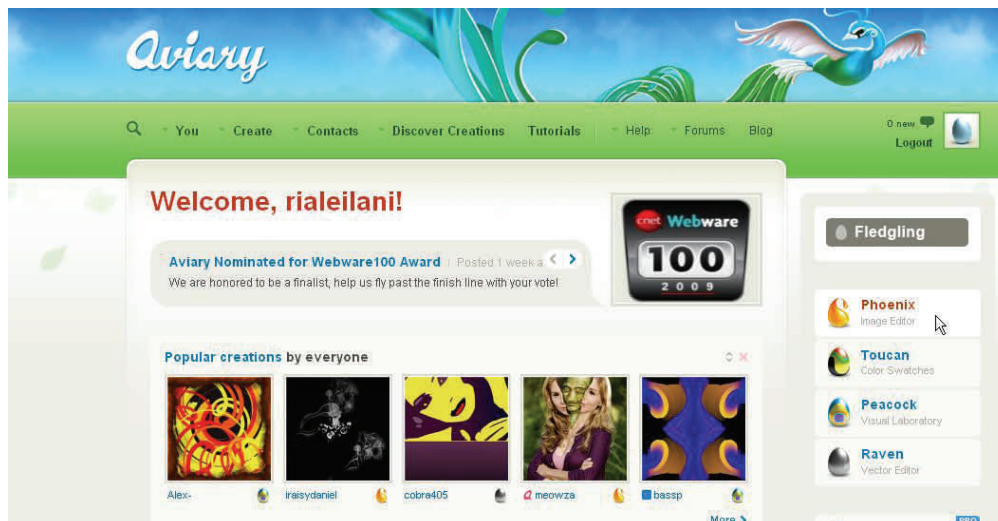 Aviary
You Create Contacts Discover Creations Tutorials Help Forums Blog
0 new
Logout
Welcome, rialeilani!
Aviary Nominated for Webware100 Award Posted 1 week a
We are honored to be a finalist, help us fly past the finish line with your vote!
cnet Webware
100
2009
Popular creations by everyone
Alex- iraisydaniel cobra405 a meowza bassp
More
Fledgling
Phoenix
Image Editor
Toucan
Color Swatches
Peacock
Visual Laboratory
Raven
Vector Editor
PRO